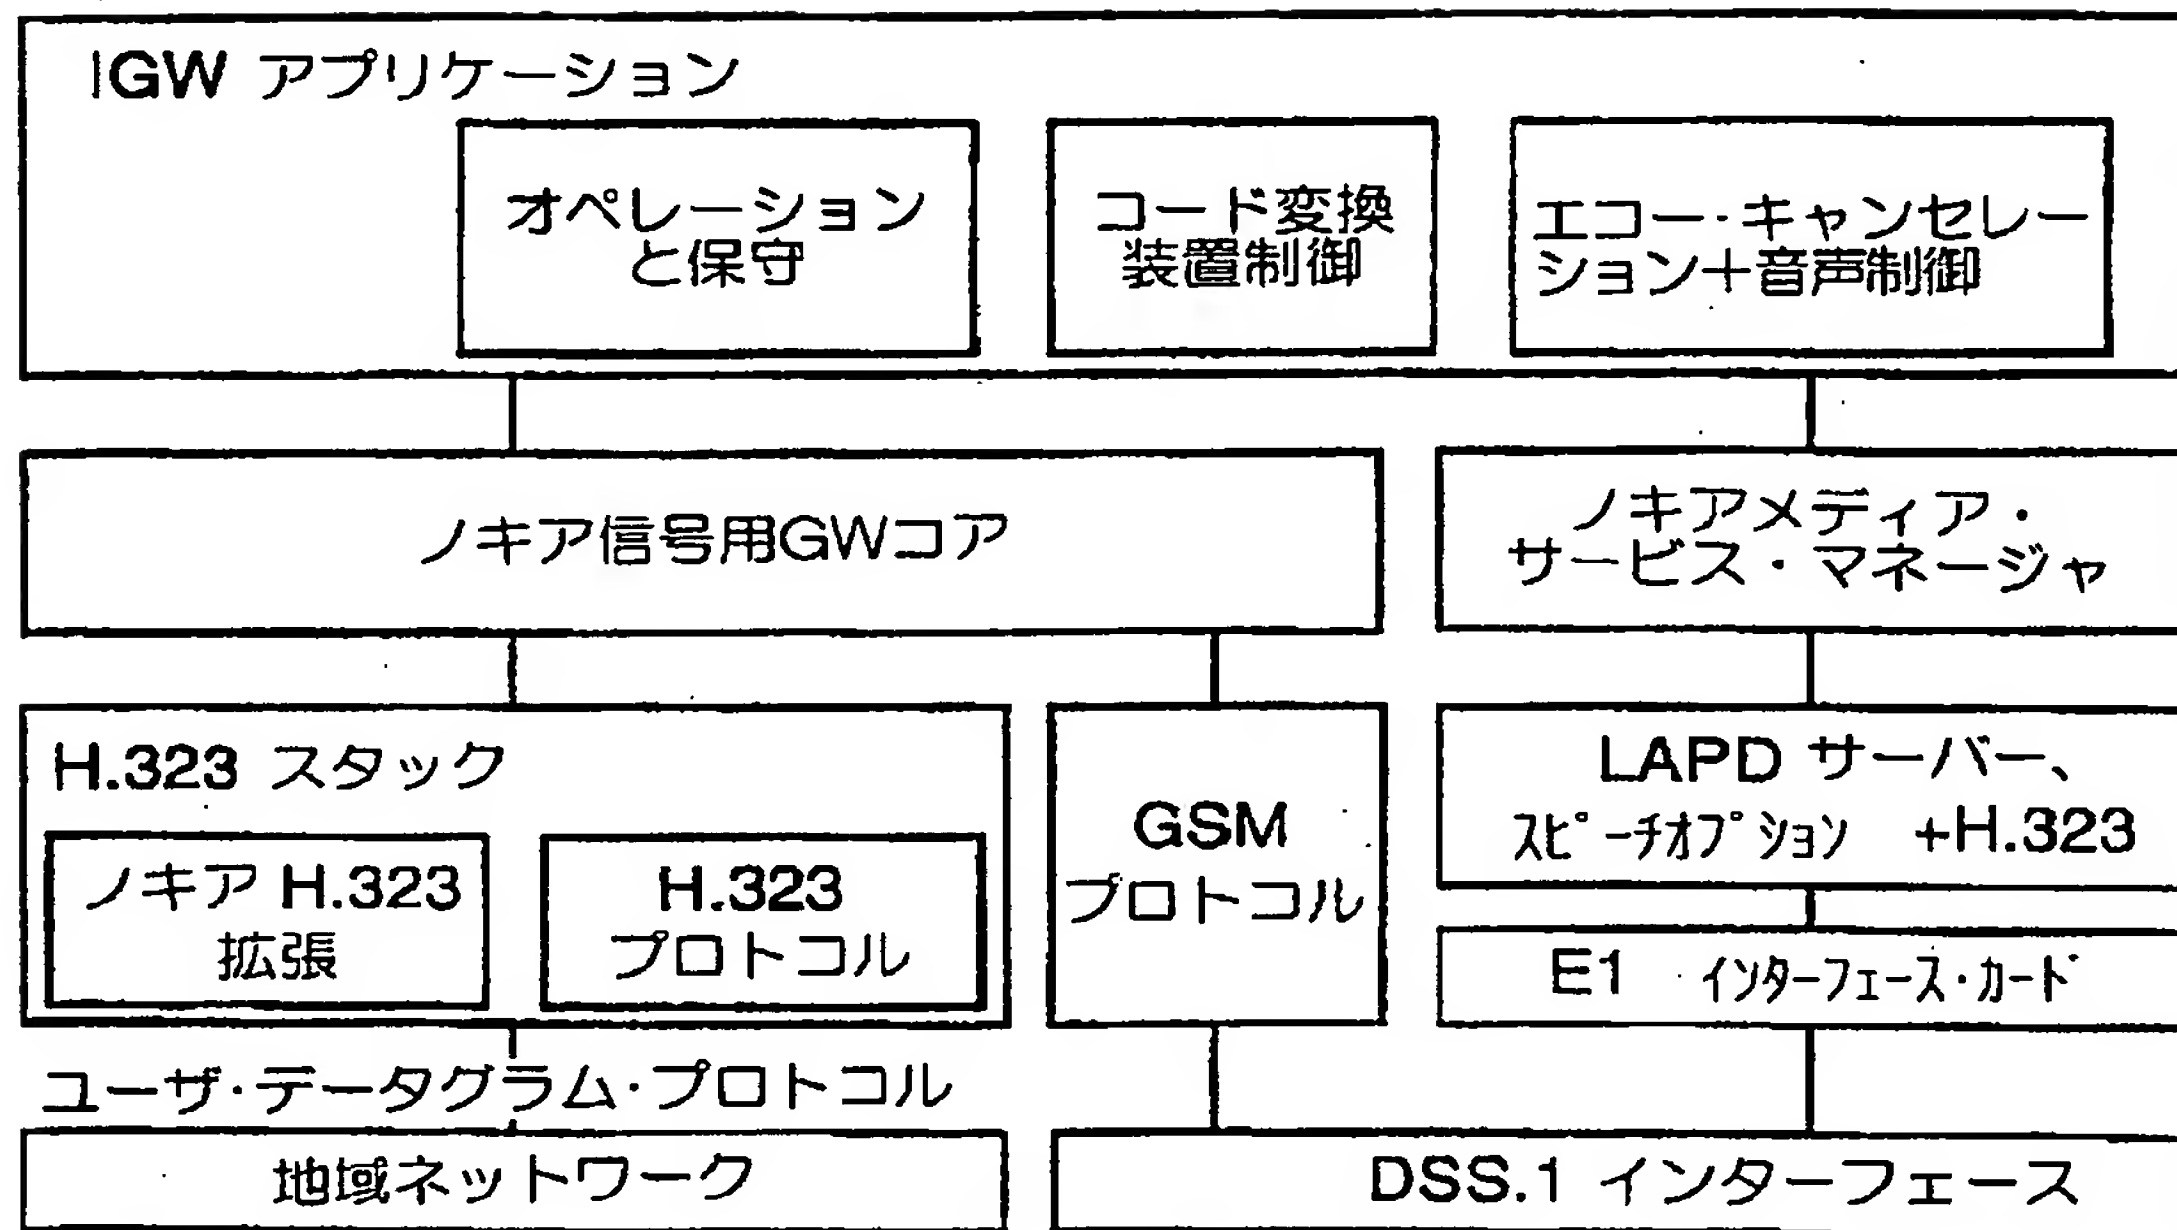 IGW アプリケーション
オペレーション
と保守
コード変換
装置制御
エコー・キャンセレー
ション+音声制御
ノキア信号用GWコア
ノキアメディア・
サービス・マネージャ
H.323 スタック
ノキア H.323
拡張
H.323
プロトコル
GSM
プロトコル
LAPD サーバー、
スピーチオプション +H.323
E1 インターフェース・カード
ユーザ・データグラム・プロトコル
地域ネットワーク
DSS.1 インターフェース